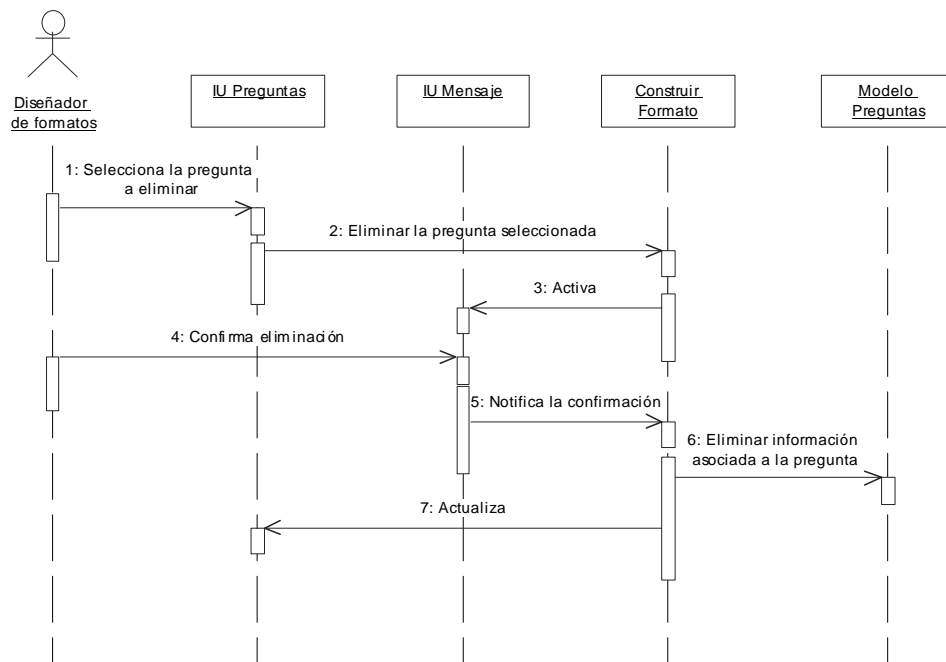 Diseñador
de formatos
IU Preguntas
IU Mensaje
Construir
Formato
Modelo
Preguntas
1: Selecciona la pregunta
a eliminar
2: Eliminar la pregunta seleccionada
3: Activa
4: Confirma eliminación
5: Notifica la confirmación
6: Eliminar información
asociada a la pregunta
7: Actualiza